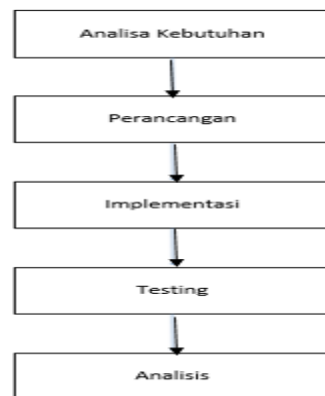 Analisa Kebutuhan
Perancangan
Implementasi
Testing
Analisis